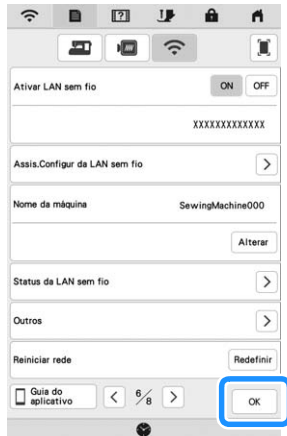 Ativar LAN sem fio ON OFF
XXXXXXXXXXXXX
Assis.Configur da LAN sem fio
Nome da máquina SewingMachine000
Alterar
Status da LAN sem fio
Outros
Reiniciar rede Redefinir
Guia do
aplicativo 6/8 OK